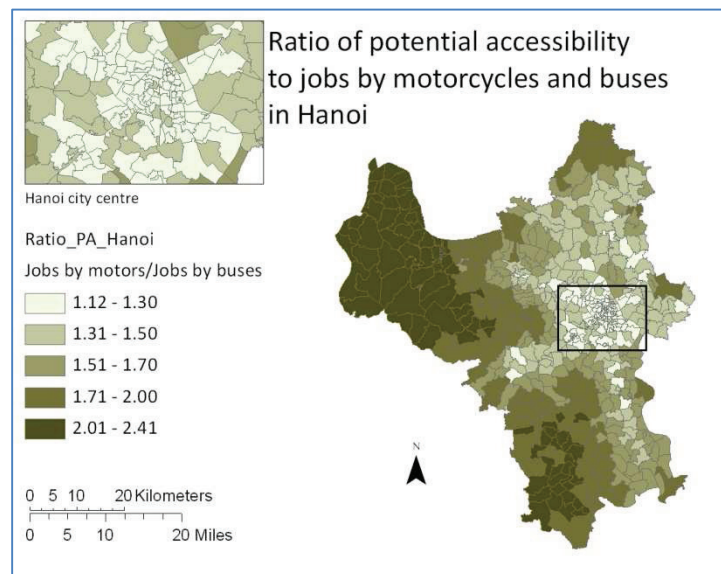 Ratio of potential accessibility
to jobs by motorcycles and buses
in Hanoi
Hanoi city centre
Ratio_PA_Hanoi
Jobs by motors/Jobs by buses
1.12 - 1.30
1.31 - 1.50
1.51 - 1.70
1.71 - 2.00
2.01 - 2.41
N
0 5 10 20 Kilometers
0 5 10 20 Miles